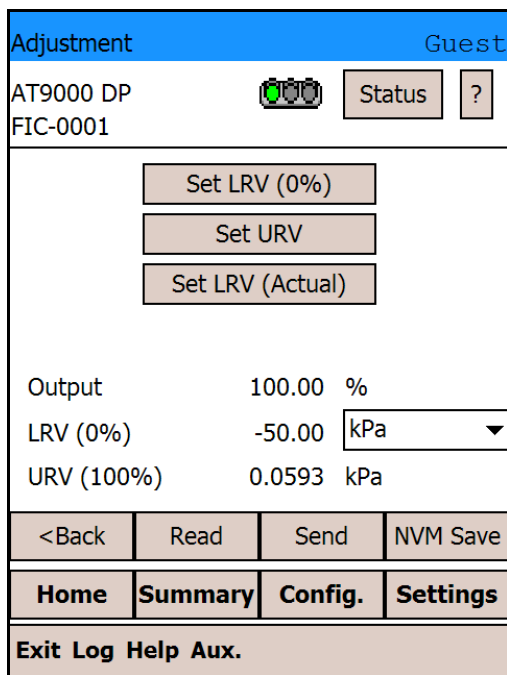 Adjustment Guest
AT9000 DP Status ?
FIC-0001
Set LRV (0%)
Set URV
Set LRV (Actual)
Output 100.00 %
LRV (0%) -50.00 kPa
URV (100%) 0.0593 kPa
<Back Read Send NVM Save
Home Summary Config. Settings
Exit Log Help Aux.